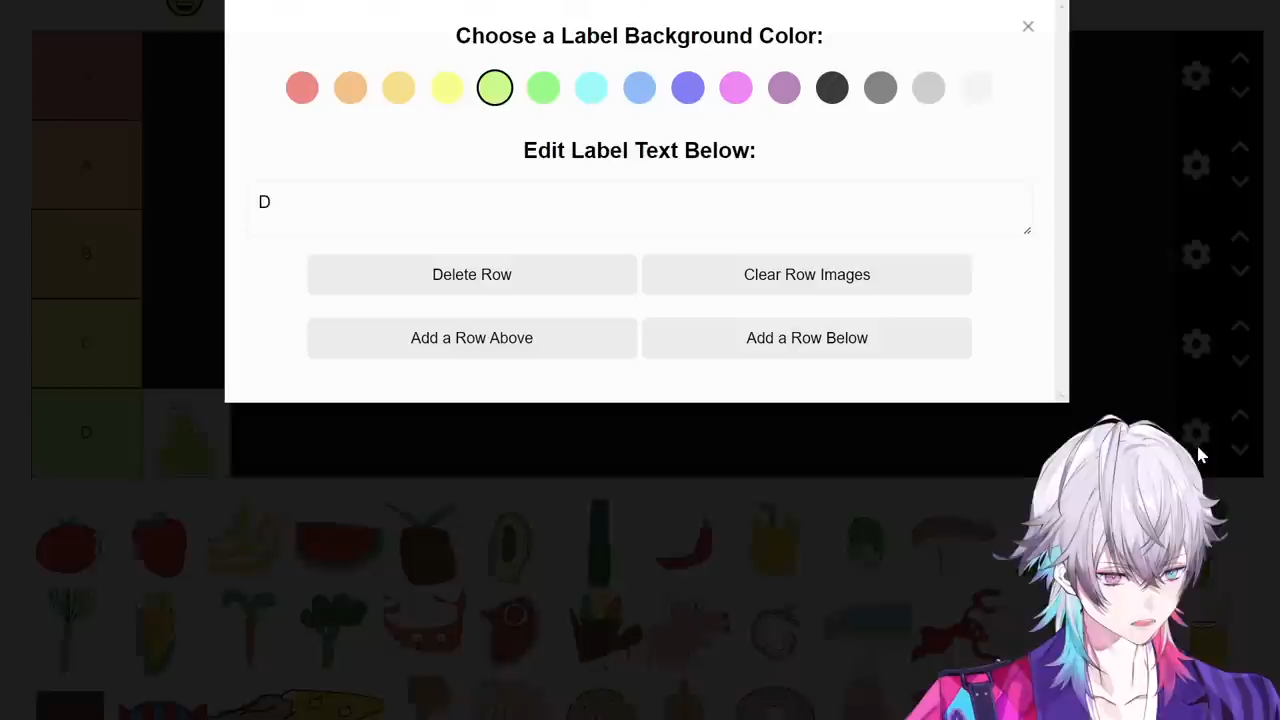 Choose a Label Background Color:
Edit Label Text Below:
D
Delete Row
Clear Row Images
Add a Row Above
Add a Row Below
B
C
D